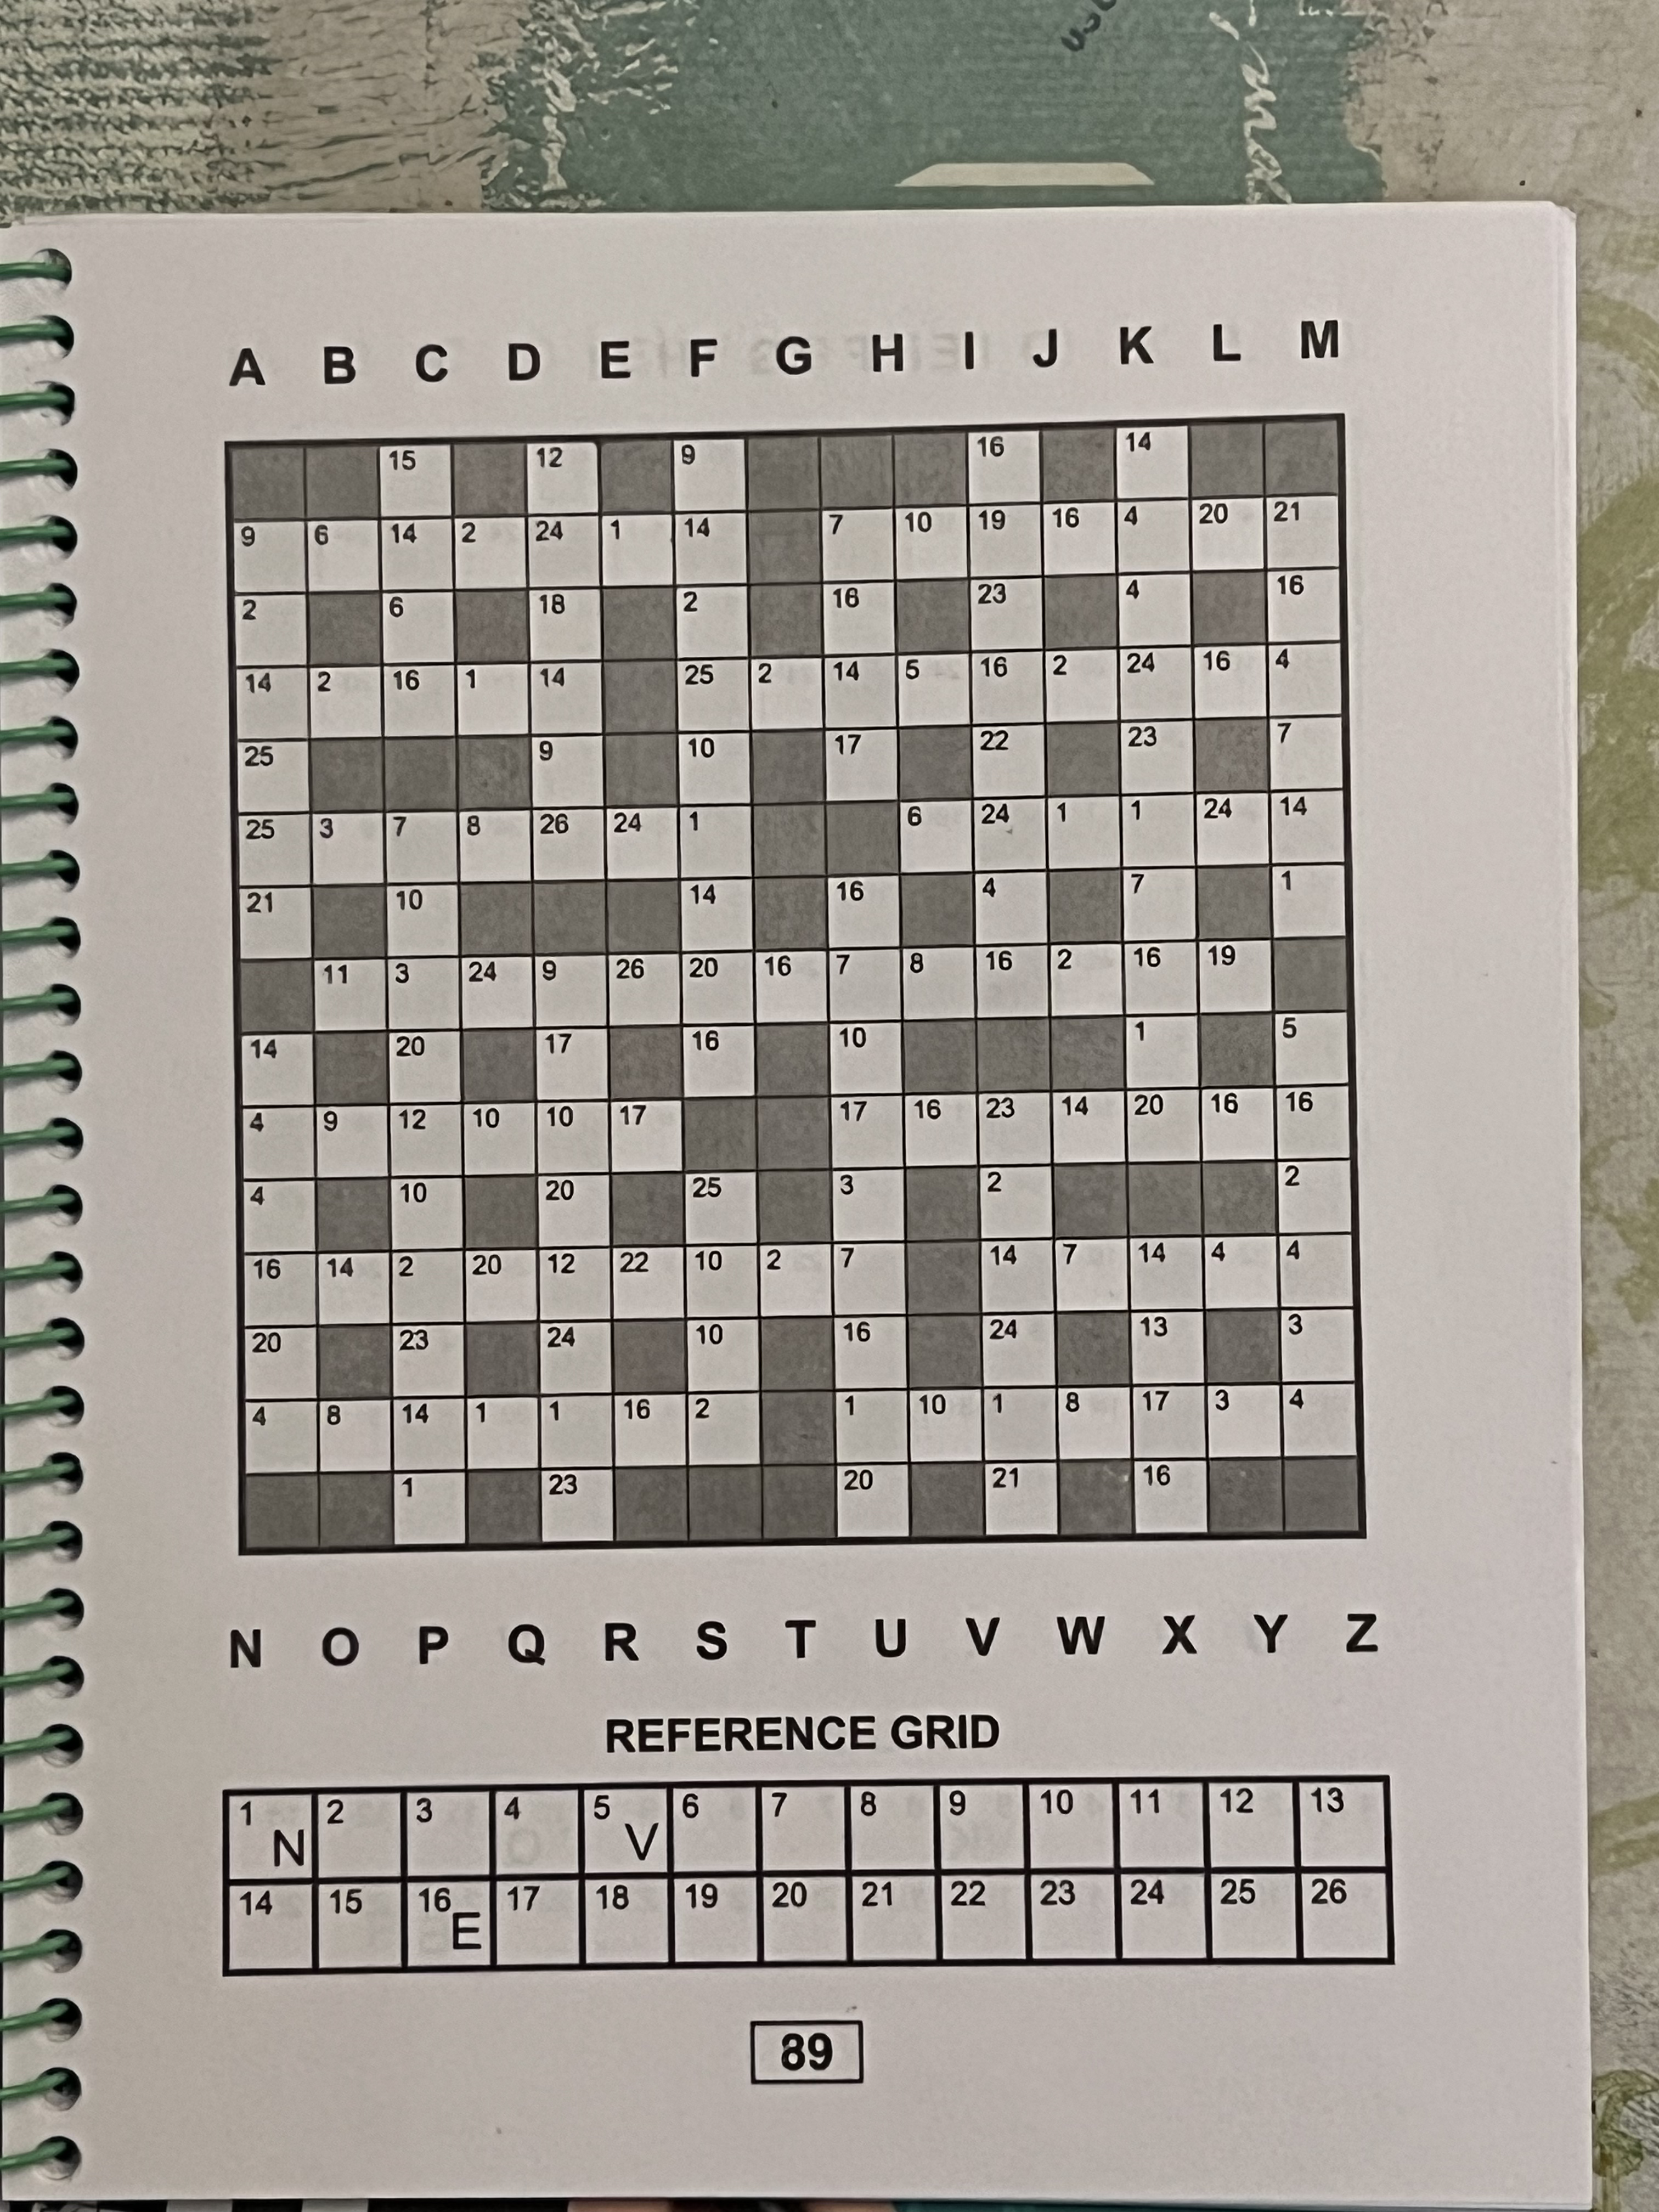 A B C D E F G H I J K L M
15 12 9 16 14
9 6 14 2 24 1 14 7 10 19 16 4 20 21
2 6 18 2 16 23 4 16
14 2 16 1 14 25 2 14 5 16 2 24 16 4
25 9 10 17 22 23 7
25 3 7 8 26 24 1 6 24 1 1 24 14
21 10 14 16 4 7 1
11 3 24 9 26 20 16 7 8 16 2 16 19
14 20 17 16 10 1 5
4 9 12 10 10 17 17 16 23 14 20 16 16
4 10 20 25 3 2 2
16 14 2 20 12 22 10 2 7 14 7 14 4 4
20 23 24 10 16 24 13 3
4 8 14 1 1 16 2 1 10 1 8 17 3 4
1 23 20 21 16
N O P Q R S T U V W X Y Z
REFERENCE GRID
1 N 2 3 4 5 V 6 7 8 9 10 11 12 13
14 15 16 E 17 18 19 20 21 22 23 24 25 26
89